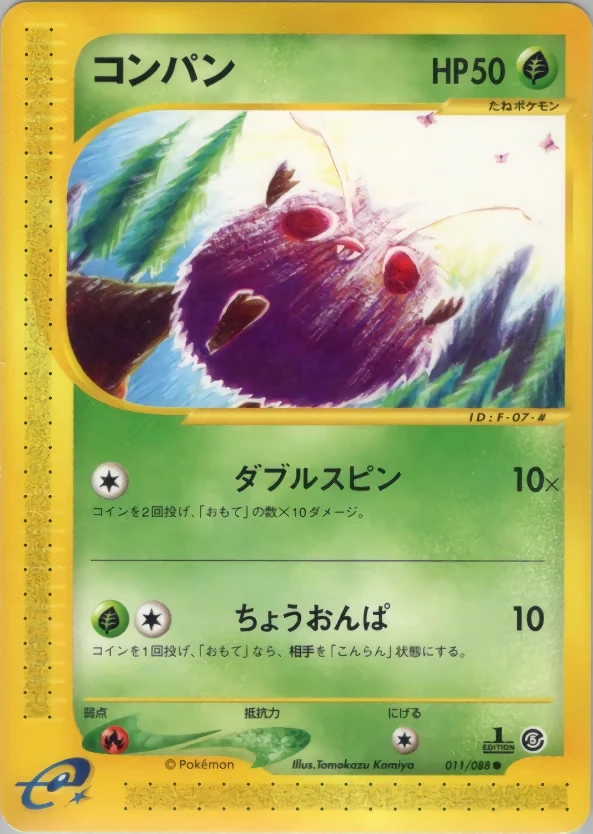 コンパン HP50
たねポケモン
ID:F-07-#
ダブルスピン 10×
コインを2回投げ、「おもて」の数×10ダメージ。
ちょうおんぱ 10
コインを1回投げ、「おもて」なら、相手を「こんらん」状態にする。
弱点 抵抗力 にげる
© Pokémon Illus.Tomokazu Komiya 1 EDITION 011/088 ●
e